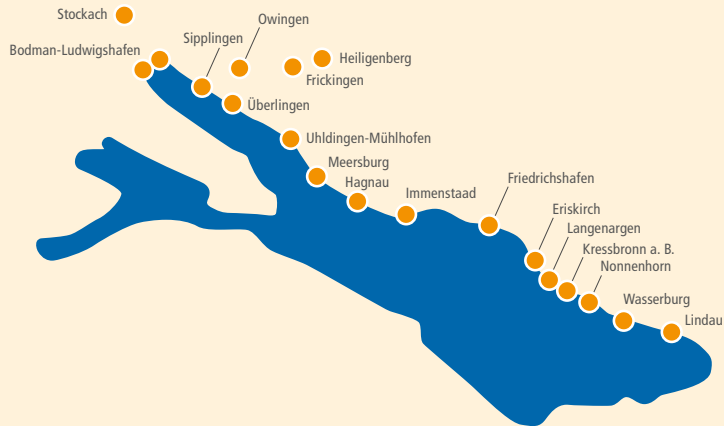 Stockach
Owingen
Sipplingen
Bodman-Ludwigshafen
Heiligenberg
Frickingen
Überlingen
Uhldingen-Mühlhofen
Meersburg
Hagnau
Immenstaad
Friedrichshafen
Eriskirch
Langenargen
Kressbronn a. B.
Nonnenhorn
Wasserburg
Lindau